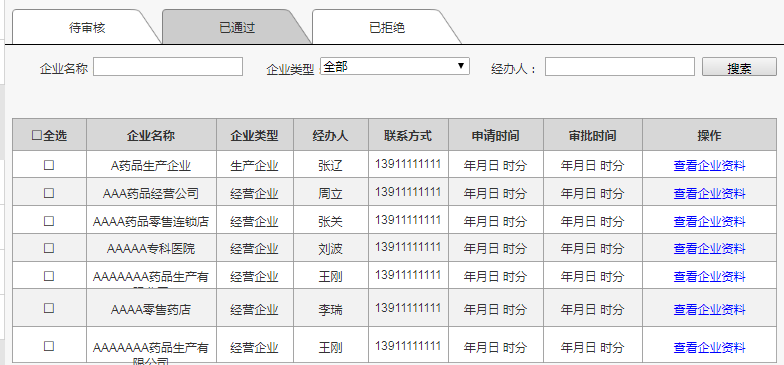 待审核 已通过 已拒绝
企业名称 企业类型： 全部 经办人： 搜索
全选 企业名称 企业类型 经办人 联系方式 申请时间 审批时间 操作
A药品生产企业 生产企业 张辽 13911111111 年月日 时分 年月日 时分 查看企业资料
AAA药品经营公司 经营企业 周立 13911111111 年月日 时分 年月日 时分 查看企业资料
AAAA药品零售连锁店 经营企业 张关 13911111111 年月日 时分 年月日 时分 查看企业资料
AAAAA专科医院 经营企业 刘波 13911111111 年月日 时分 年月日 时分 查看企业资料
AAAAAAA药品生产有 经营企业 王刚 13911111111 年月日 时分 年月日 时分 查看企业资料
AAAA零售药店 经营企业 李瑞 13911111111 年月日 时分 年月日 时分 查看企业资料
AAAAAAA药品生产有 经营企业 王刚 13911111111 年月日 时分 年月日 时分 查看企业资料
限公司